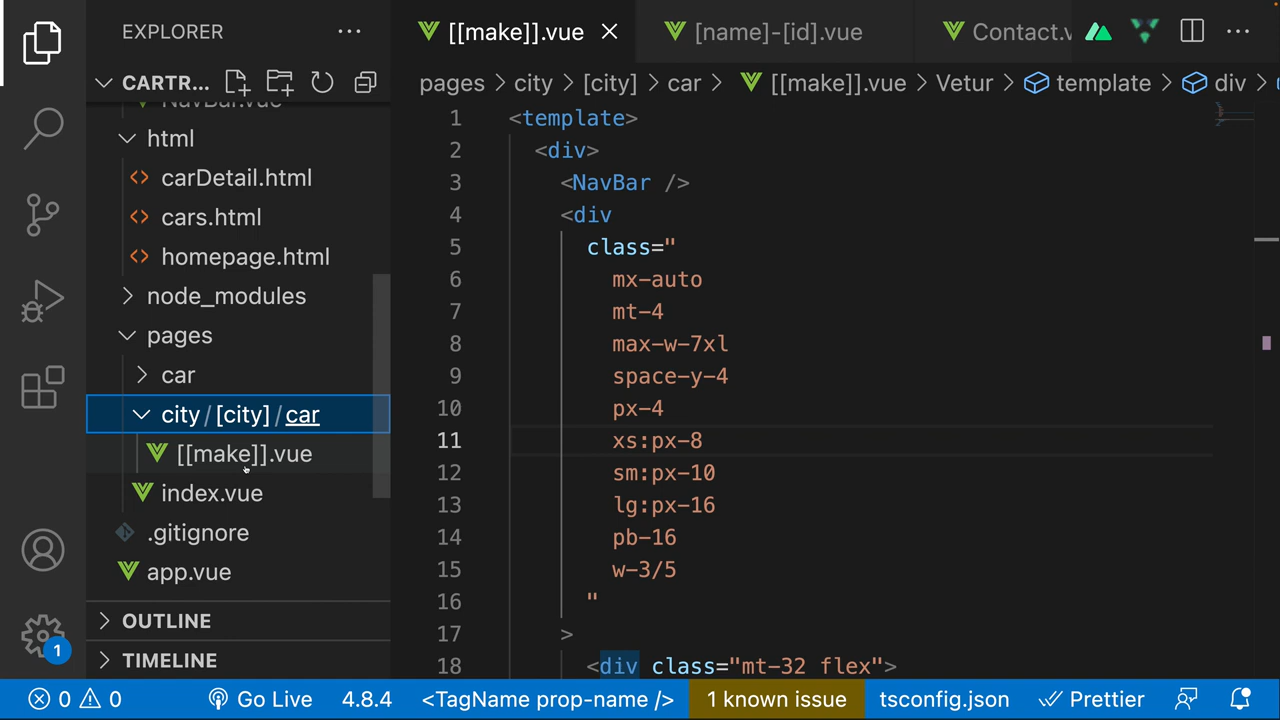 EXPLORER
CARTR...
NavBar.vue
html
carDetail.html
cars.html
homepage.html
node_modules
pages
car
city / [city] / car
[[make]].vue
index.vue
.gitignore
app.vue
OUTLINE
TIMELINE
1
[[make]].vue
[name]-[id].vue
Contact.v
pages > city > [city] > car > [[make]].vue > Vetur > template > div >
1 <template>
2 <div>
3 <NavBar />
4 <div
5 class="
6 mx-auto
7 mt-4
8 max-w-7xl
9 space-y-4
10 px-4
11 xs:px-8
12 sm:px-10
13 lg:px-16
14 pb-16
15 w-3/5
16 "
17 >
18 <div class="mt-32 flex">
0 0 Go Live 4.8.4 <TagName prop-name /> 1 known issue tsconfig.json Prettier